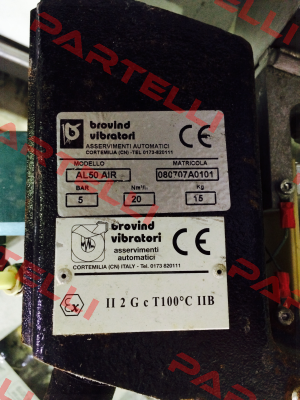 PARTELLI
brovind
vibratori
ASSERVIMENTI AUTOMATICI
CORTEMILIA (CN) -TEL 0173-820111
CE
MODELLO MATRICOLA
AL50 AIR 080707A0101
BAR Nm³/h. Kg
5 20 15
brovind
vibratori
asservimenti
automatici
CORTEMILIA (CN) ITALY - Tel. 0173 820111
CE
Ex II 2 G c T100°C IIB